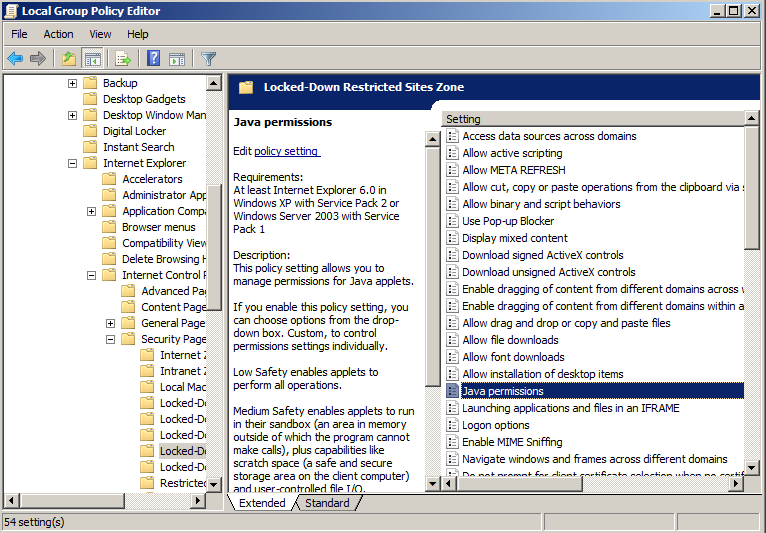 Local Group Policy Editor
File Action View Help
Backup
Desktop Gadgets
Desktop Window Man
Digital Locker
Instant Search
Internet Explorer
Accelerators
Administrator App
Application Compa
Browser menus
Compatibility View
Delete Browsing H
Internet Control P
Advanced Pag
Content Page
General Page
Security Page
Internet Z
Intranet Z
Local Mac
Locked-Do
Locked-Do
Locked-Do
Locked-Do
Locked-Do
Restricted
Locked-Down Restricted Sites Zone
Java permissions
Edit policy setting
Requirements:
At least Internet Explorer 6.0 in
Windows XP with Service Pack 2 or
Windows Server 2003 with Service
Pack 1
Description:
This policy setting allows you to
manage permissions for Java applets.
If you enable this policy setting, you
can choose options from the drop-
down box. Custom, to control
permissions settings individually.
Low Safety enables applets to
perform all operations.
Medium Safety enables applets to run
in their sandbox (an area in memory
outside of which the program cannot
make calls), plus capabilities like
scratch space (a safe and secure
storage area on the client computer)
and user-controlled file I/O.
Setting
Access data sources across domains
Allow active scripting
Allow META REFRESH
Allow cut, copy or paste operations from the clipboard via s
Allow binary and script behaviors
Use Pop-up Blocker
Display mixed content
Download signed ActiveX controls
Download unsigned ActiveX controls
Enable dragging of content from different domains across w
Enable dragging of content from different domains within a
Allow drag and drop or copy and paste files
Allow file downloads
Allow font downloads
Allow installation of desktop items
Java permissions
Launching applications and files in an IFRAME
Logon options
Enable MIME Sniffing
Navigate windows and frames across different domains
Do not prompt for client certificate selection when no certif
Extended Standard
54 setting(s)